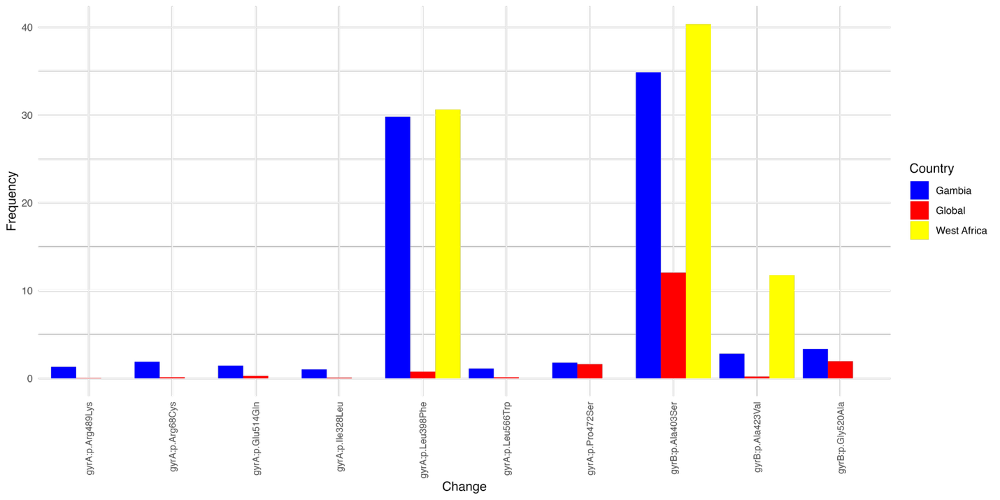 40
30
20
10
0
Frequency
gyrA:p.Arg489Lys
gyrA:p.Arg68Cys
gyrA:p.Glu514Gln
gyrA:p.Ile328Leu
gyrA:p.Leu398Phe
gyrA:p.Leu566Trp
gyrA:p.Pro472Ser
gyrB:p.Ala403Ser
gyrB:p.Ala423Val
gyrB:p.Gly520Ala
Change
Country
Gambia
Global
West Africa